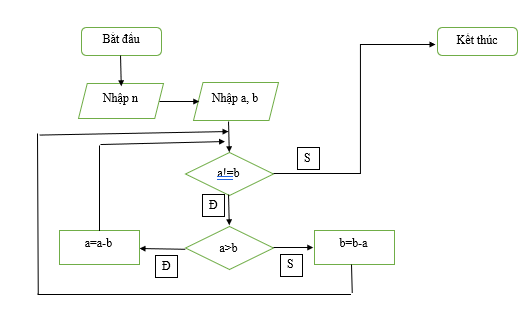 Bắt đầu
Kết thúc
Nhập n
Nhập a, b
a!=b
S
Đ
a=a-b
a>b
b=b-a
Đ
S